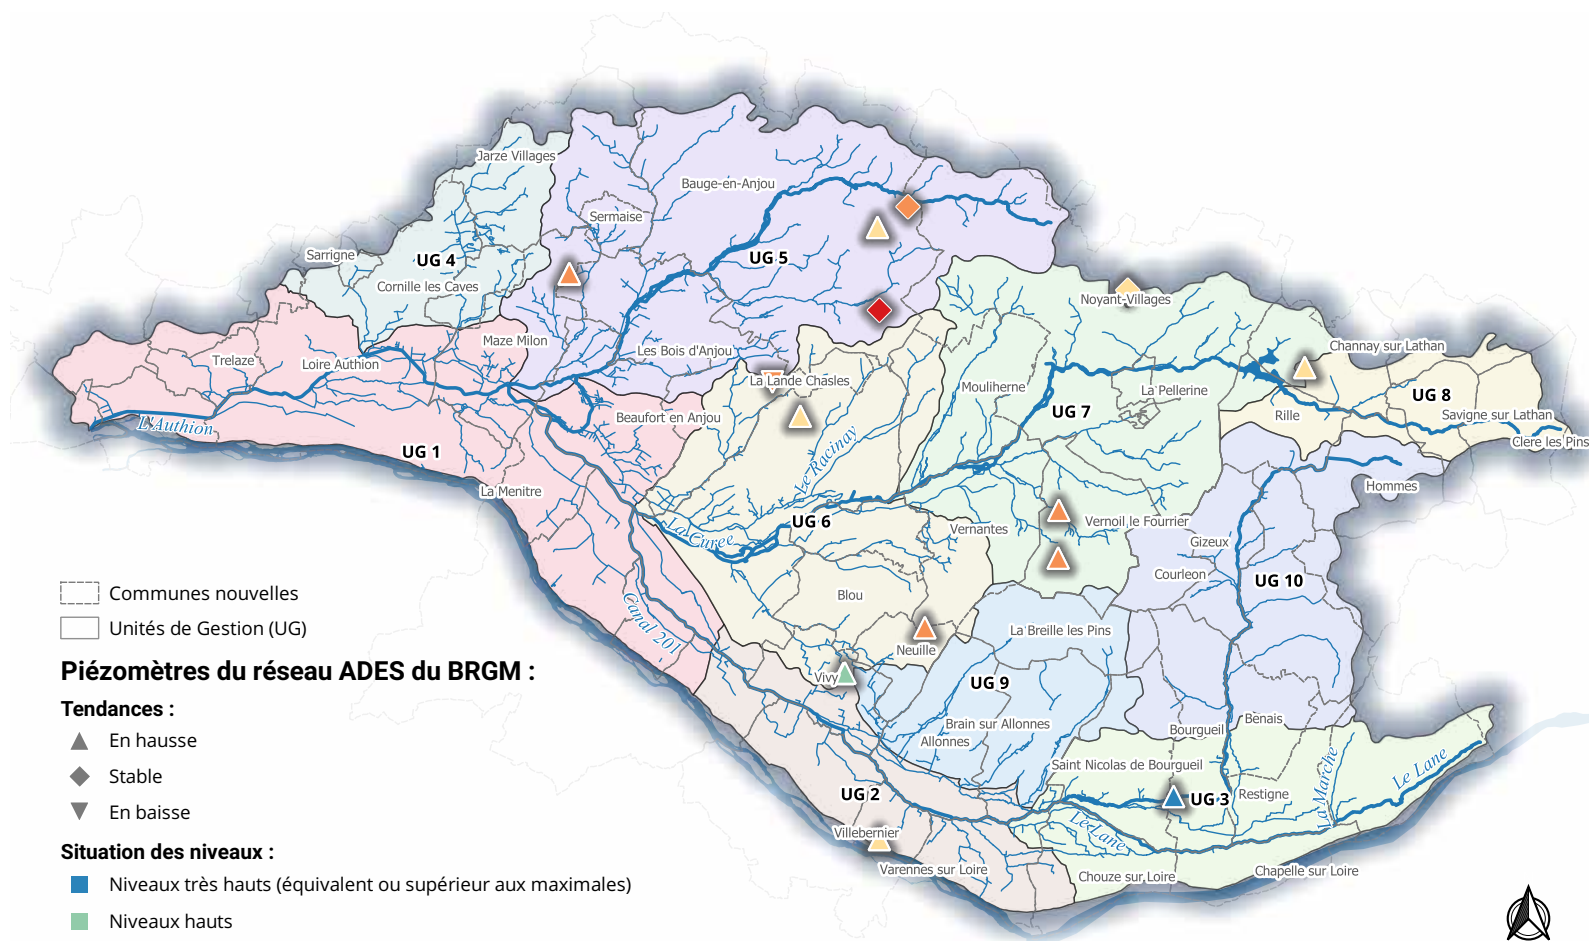 Jarze Villages
Bauge-en-Anjou
Sermaise
Sarrigne
UG 4
UG 5
Cornille les Caves
Noyant-Villages
Maze Milon
Channay sur Lathan
Trelaze
Loire Authion
Les Bois d'Anjou
La Lande Chasles
Mouliherne
La Pellerine
UG 8
UG 7
Rille
Savigne sur Lathan
Beaufort en Anjou
L'Authion
Clere les Pins
UG 1
Le Racinay
La Menitre
Hommes
UG 6
Vernantes
Vernoil le Fourrier
La Curee
Gizeux
Courleon
UG 10
Blou
Canal 201
La Breille les Pins
Neuille
Vivy
UG 9
Brain sur Allonnes
Allonnes
Bourgueil
Benais
Saint Nicolas de Bourgueil
La Marche
Le Lane
UG 2
UG 3
Restigne
Le Lane
Villebernier
Varennes sur Loire
Chouze sur Loire
Chapelle sur Loire
Communes nouvelles
Unités de Gestion (UG)
Piézomètres du réseau ADES du BRGM :
Tendances :
En hausse
Stable
En baisse
Situation des niveaux :
Niveaux très hauts (équivalent ou supérieur aux maximales)
Niveaux hauts